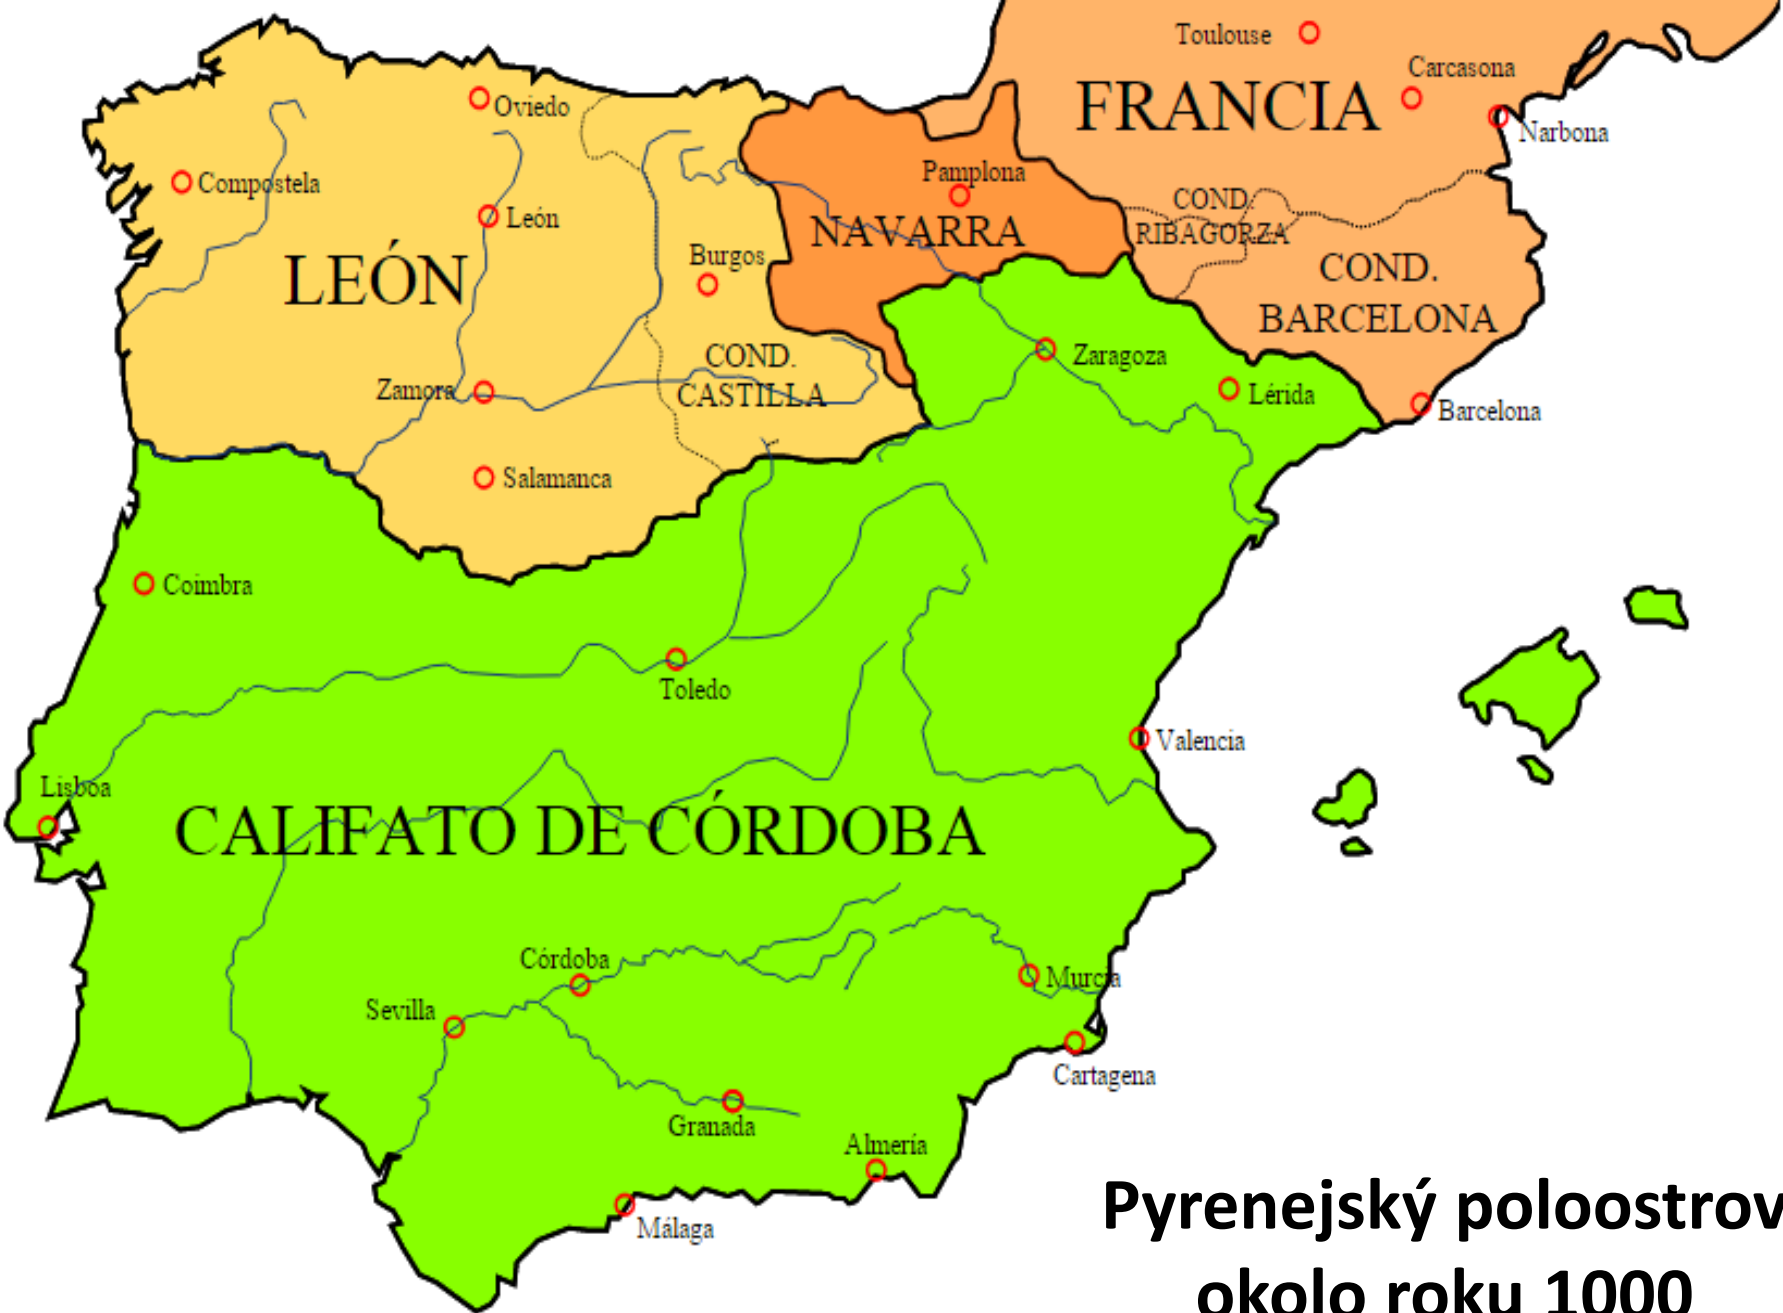 Toulouse
Carcasona
FRANCIA
Narbona
Oviedo
Compostela
León
LEÓN
Pamplona
NAVARRA
COND.
RIBAGORZA
Burgos
COND.
BARCELONA
COND.
CASTILLA
Zamora
Zaragoza
Lérida
Barcelona
Salamanca
Coimbra
Toledo
Valencia
Lisboa
CALIFATO DE CÓRDOBA
Córdoba
Murcia
Sevilla
Cartagena
Granada
Almería
Málaga
Pyrenejský poloostrov
okolo roku 1000